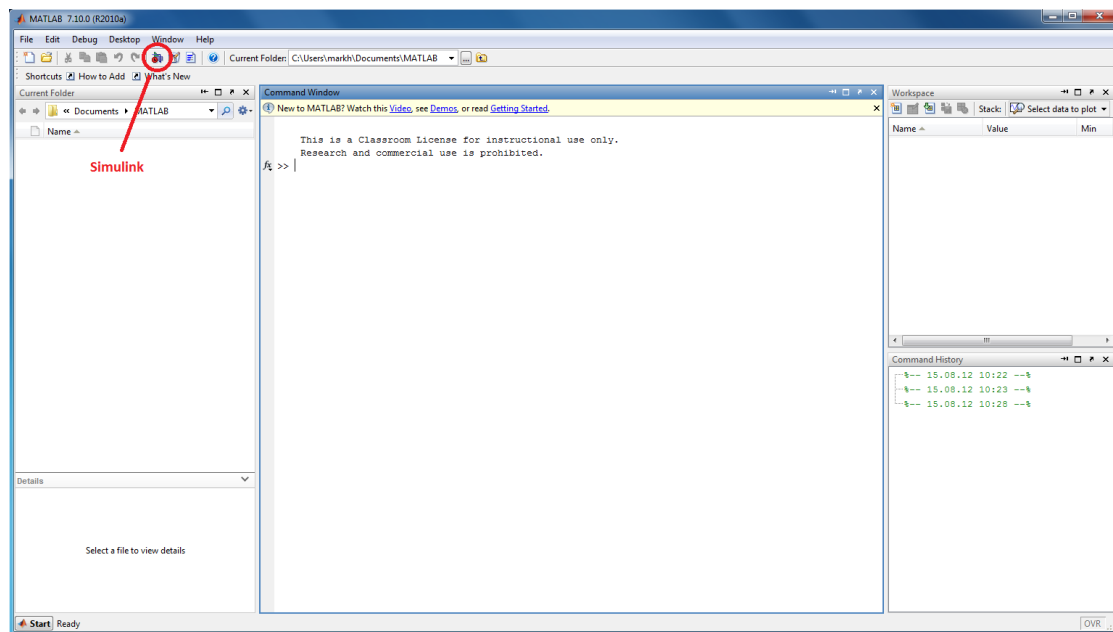 MATLAB 7.10.0 (R2010a)
File Edit Debug Desktop Window Help
Current Folder: C:\Users\markh\Documents\MATLAB
Shortcuts How to Add What's New
Current Folder
« Documents MATLAB
Name
Simulink
Details
Select a file to view details
Command Window
New to MATLAB? Watch this Video, see Demos, or read Getting Started.
This is a Classroom License for instructional use only.
Research and commercial use is prohibited.
fx >>
Workspace
Stack: Select data to plot
Name Value Min
Command History
%-- 15.08.12 10:22 --%
%-- 15.08.12 10:23 --%
%-- 15.08.12 10:28 --%
Start Ready
OVR